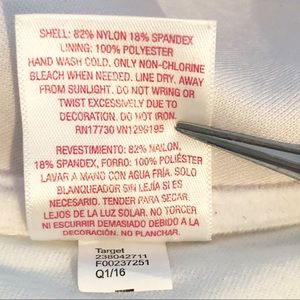 SHELL: 82% NYLON 18% SPANDEX
LINING: 100% POLYESTER
HAND WASH COLD. ONLY NON-CHLORINE
BLEACH WHEN NEEDED. LINE DRY. AWAY
FROM SUNLIGHT. DO NOT WRING OR
TWIST EXCESSIVELY DUE TO
DECORATION. DO NOT IRON.
RN17730 VN1299195
REVESTIMIENTO: 82% NAILON,
18% SPANDEX, FORRO: 100% POLIÉSTER
LAVAR A MANO CON AGUA FRÍA. SOLO
BLANQUEADOR SIN LEJÍA SI ES
NECESARIO. TENDER PARA SECAR
LEJOS DE LA LUZ SOLAR. NO TORCER
NI ESCURRIR DEMASIADO DEBIDO A LA
DECORACIÓN. NO PLANCHAR.
Target
238042711
F00237251
Q1/16